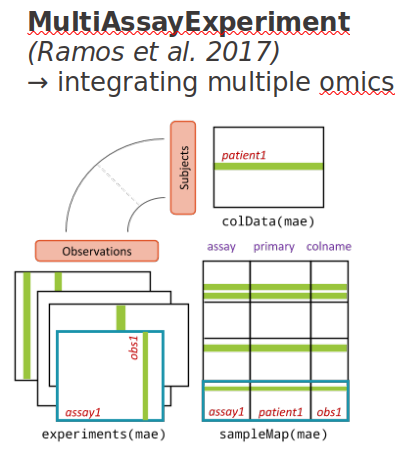 MultiAssayExperiment
(Ramos et al. 2017)
→ integrating multiple omics
Subjects
patient1
colData(mae)
Observations
assay primary colname
obs1
assay1
assay1 patient1 obs1
experiments(mae)
sampleMap(mae)